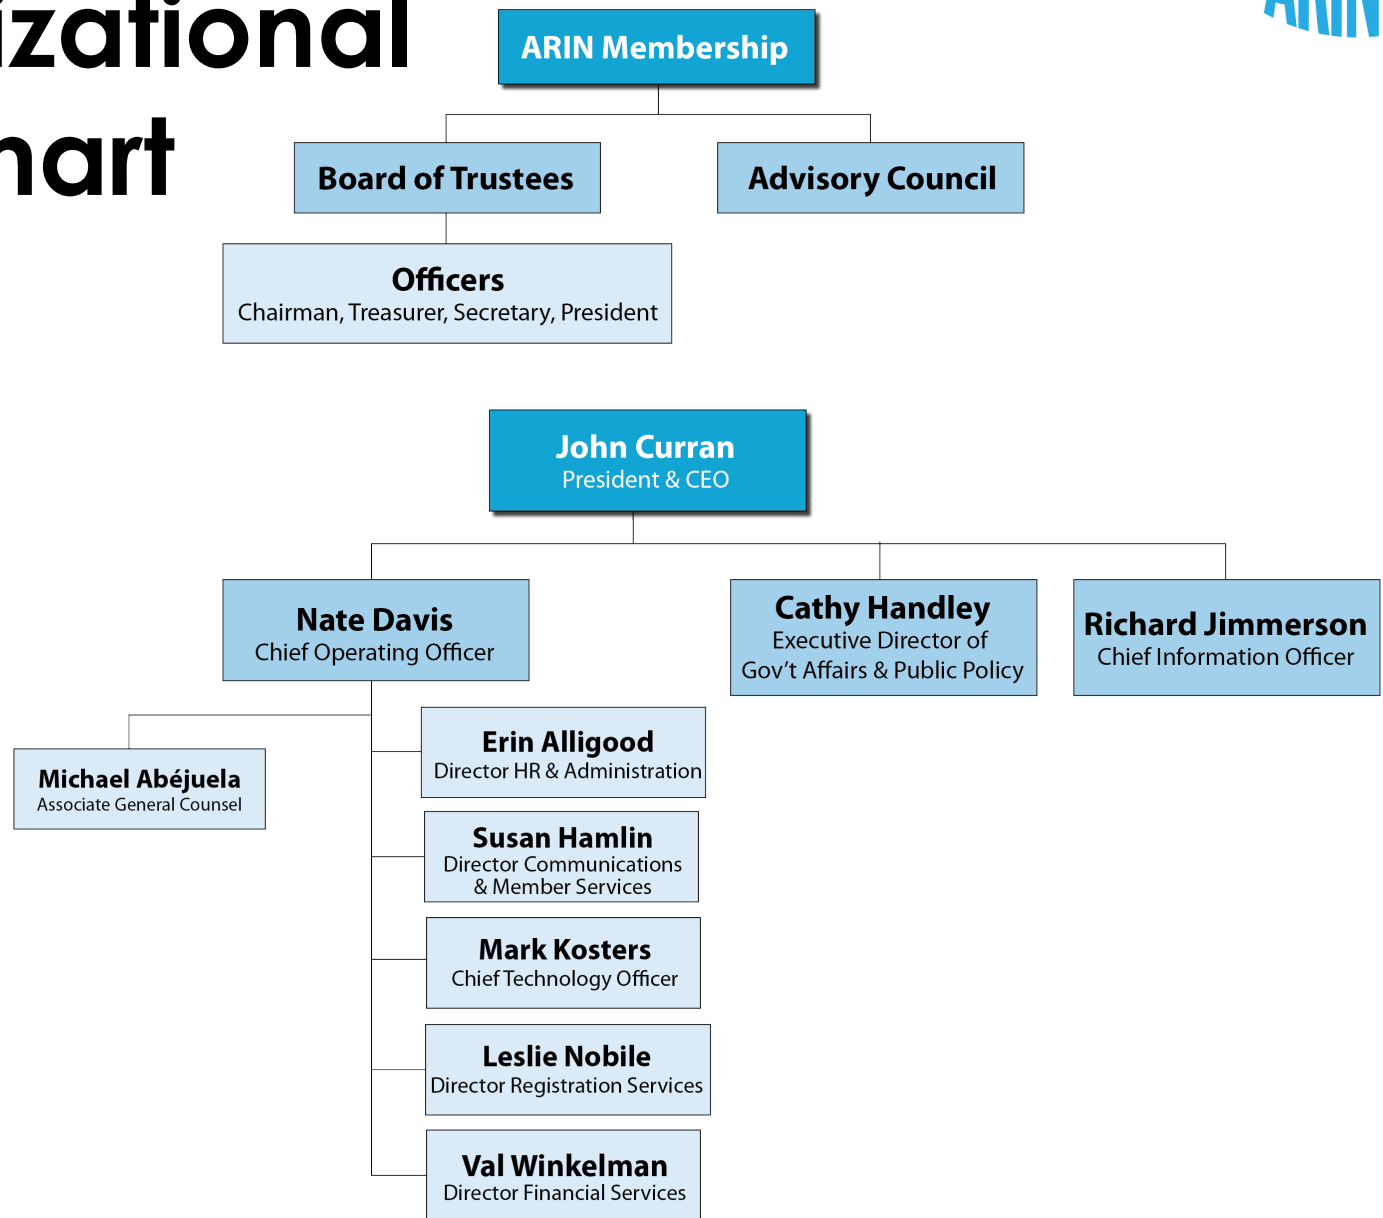 izational
hart
ARIN
ARIN Membership
Board of Trustees
Advisory Council
Officers
Chairman, Treasurer, Secretary, President
John Curran
President & CEO
Nate Davis
Chief Operating Officer
Cathy Handley
Executive Director of
Gov't Affairs & Public Policy
Richard Jimmerson
Chief Information Officer
Michael Abéjuela
Associate General Counsel
Erin Alligood
Director HR & Administration
Susan Hamlin
Director Communications
& Member Services
Mark Kosters
Chief Technology Officer
Leslie Nobile
Director Registration Services
Val Winkelman
Director Financial Services